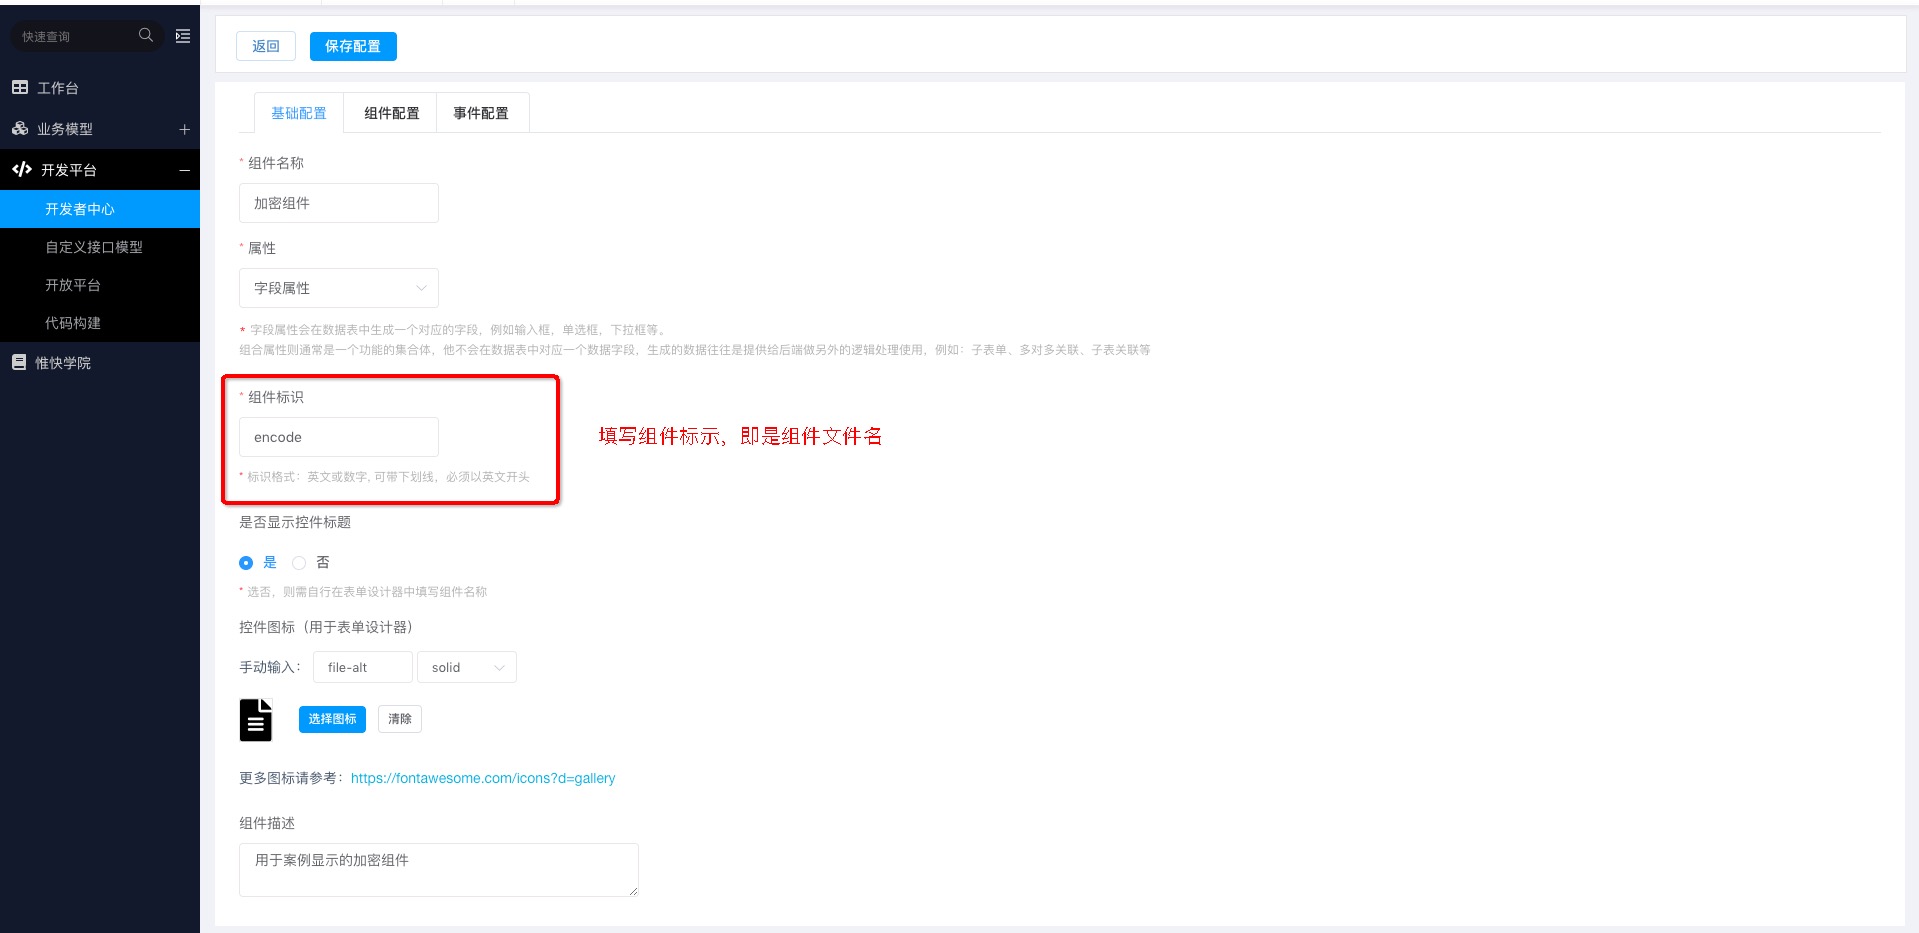 快速查询
工作台
业务模型
开发平台
开发者中心
自定义接口模型
开放平台
代码构建
惟快学院
返回
保存配置
基础配置
组件配置
事件配置
* 组件名称
加密组件
* 属性
字段属性
* 字段属性会在数据表中生成一个对应的字段，例如输入框，单选框，下拉框等。
组合属性则通常是一个功能的集合体，他不会在数据表中对应一个数据字段，生成的数据往往是提供给后端做另外的逻辑处理使用，例如：子表单、多对多关联、子表关联等
* 组件标识
encode
* 标识格式：英文或数字, 可带下划线，必须以英文开头
填写组件标示，即是组件文件名
是否显示控件标题
是 否
* 选否，则需自行在表单设计器中填写组件名称
控件图标（用于表单设计器）
手动输入： file-alt solid
选择图标 清除
更多图标请参考：https://fontawesome.com/icons?d=gallery
组件描述
用于案例显示的加密组件